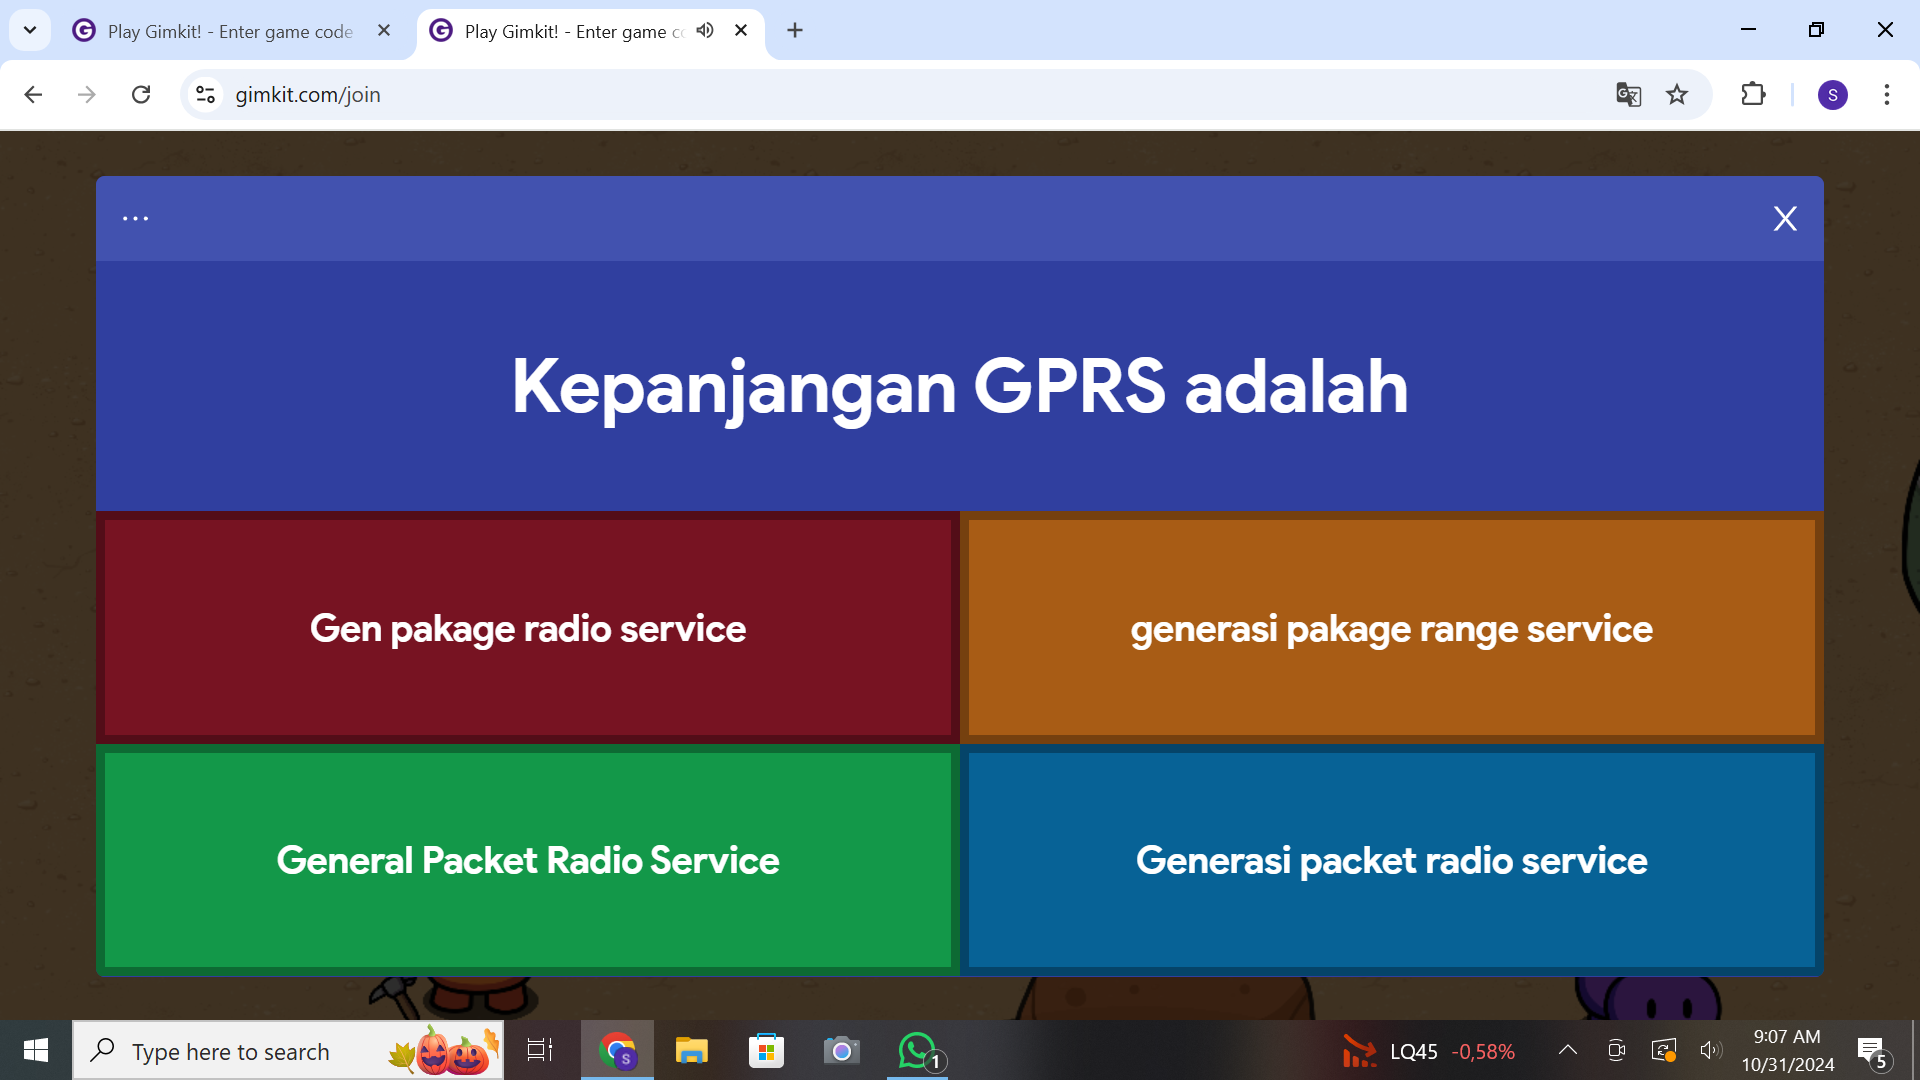 Play Gimkit! - Enter game code
Play Gimkit! - Enter game co
gimkit.com/join
S
...
X
Kepanjangan GPRS adalah
Gen pakage radio service
generasi pakage range service
General Packet Radio Service
Generasi packet radio service
Type here to search
S
1
LQ45 -0,58%
9:07 AM
10/31/2024
5